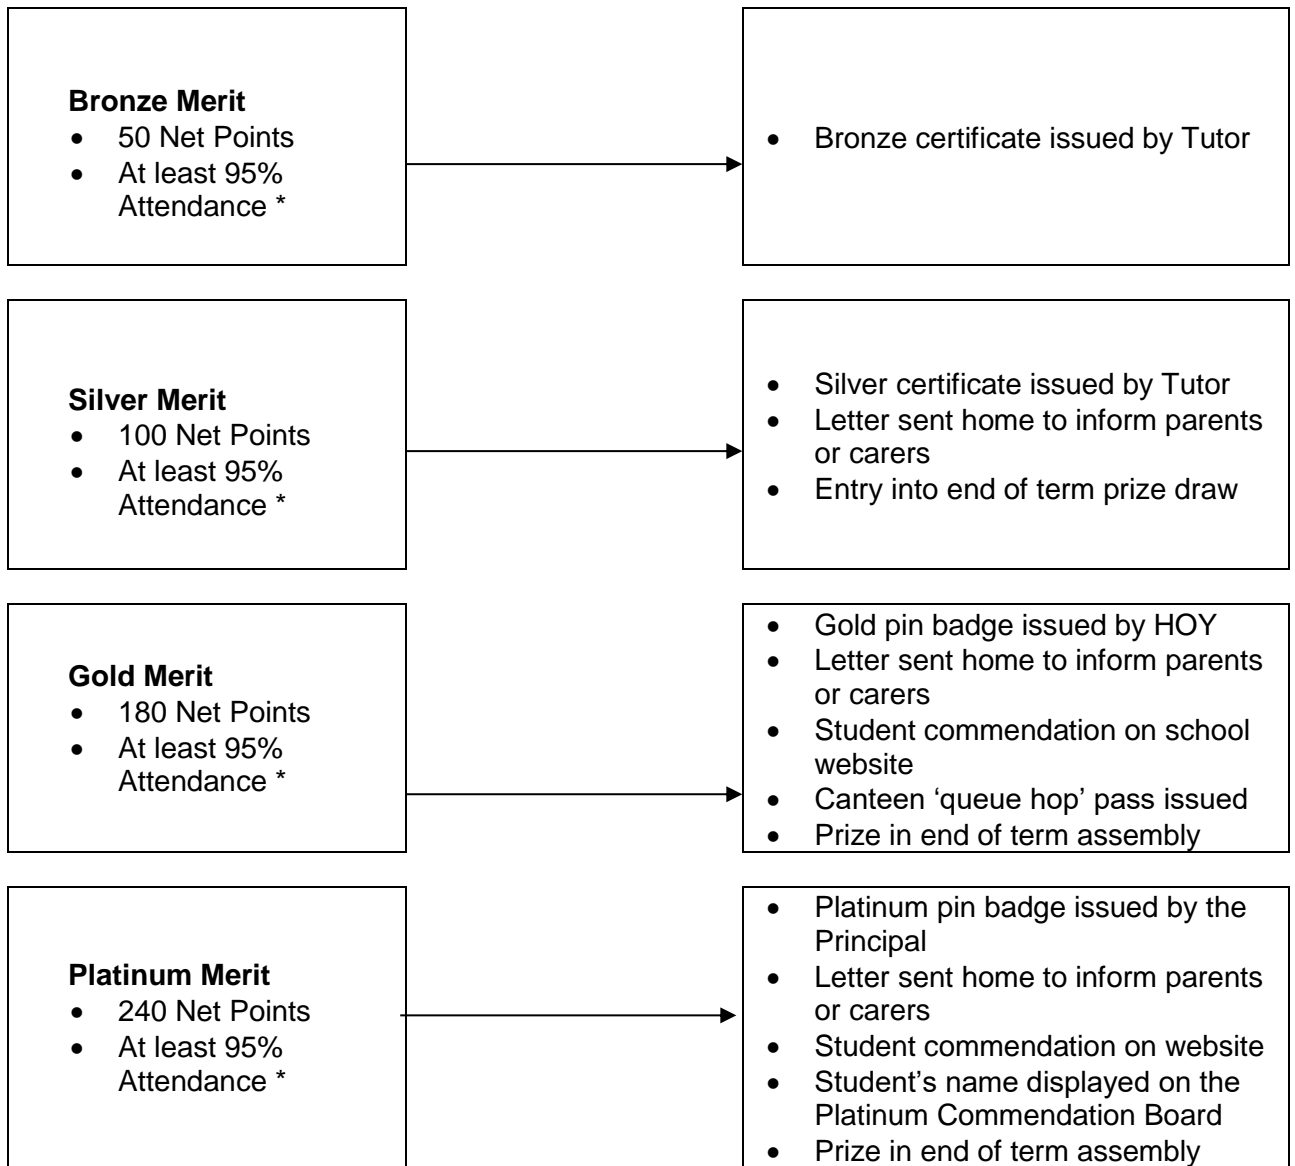 Bronze Merit
• 50 Net Points
• At least 95%
Attendance *
• Bronze certificate issued by Tutor
Silver Merit
• 100 Net Points
• At least 95%
Attendance *
• Silver certificate issued by Tutor
• Letter sent home to inform parents
or carers
• Entry into end of term prize draw
Gold Merit
• 180 Net Points
• At least 95%
Attendance *
• Gold pin badge issued by HOY
• Letter sent home to inform parents
or carers
• Student commendation on school
website
• Canteen ‘queue hop’ pass issued
• Prize in end of term assembly
Platinum Merit
• 240 Net Points
• At least 95%
Attendance *
• Platinum pin badge issued by the
Principal
• Letter sent home to inform parents
or carers
• Student commendation on website
• Student’s name displayed on the
Platinum Commendation Board
• Prize in end of term assembly